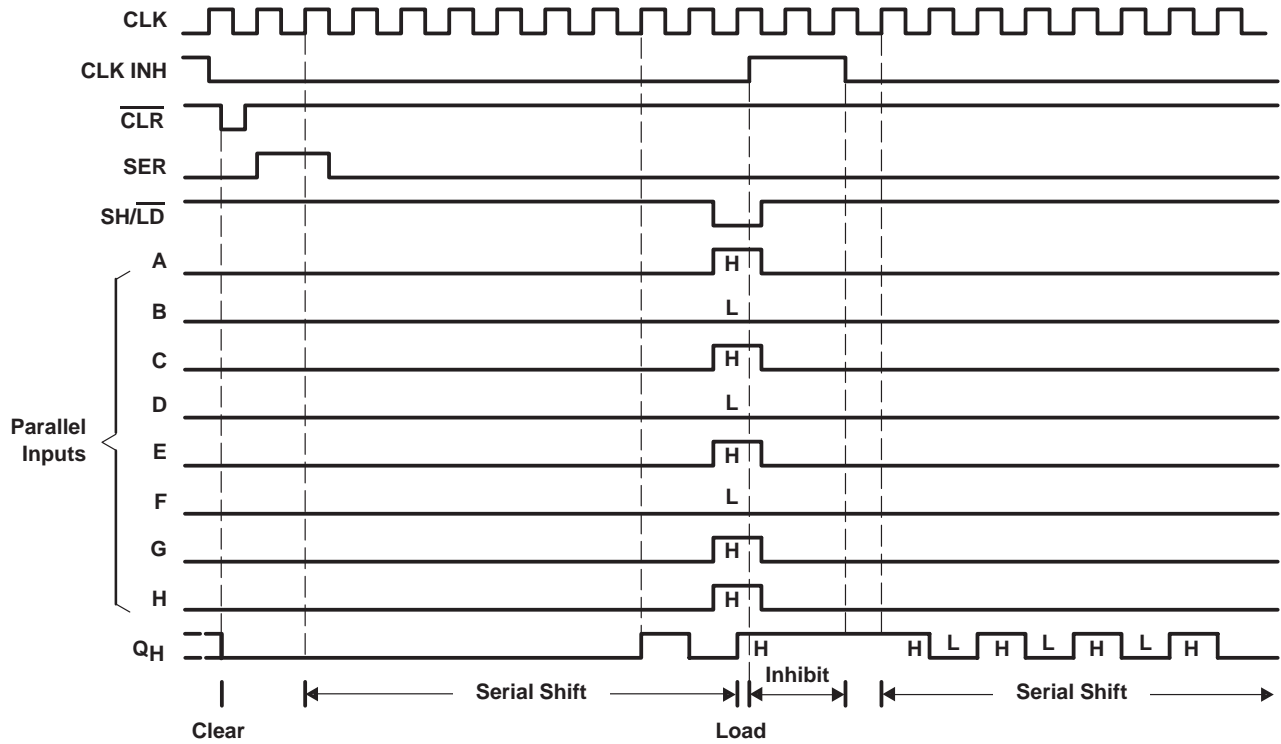 CLK
CLK INH
CLR
SER
SH/LD
A
H
B
L
C
H
D
L
Parallel
Inputs
E
H
F
L
G
H
H
H
QH
H
H
L
H
L
H
L
H
Inhibit
Serial Shift
Serial Shift
Clear
Load